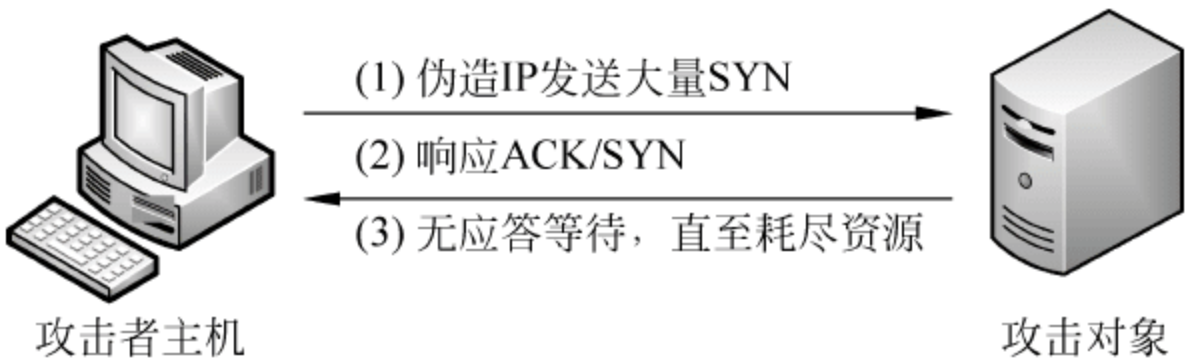 (1) 伪造IP发送大量SYN
(2) 响应ACK/SYN
(3) 无应答等待，直至耗尽资源
攻击者主机
攻击对象